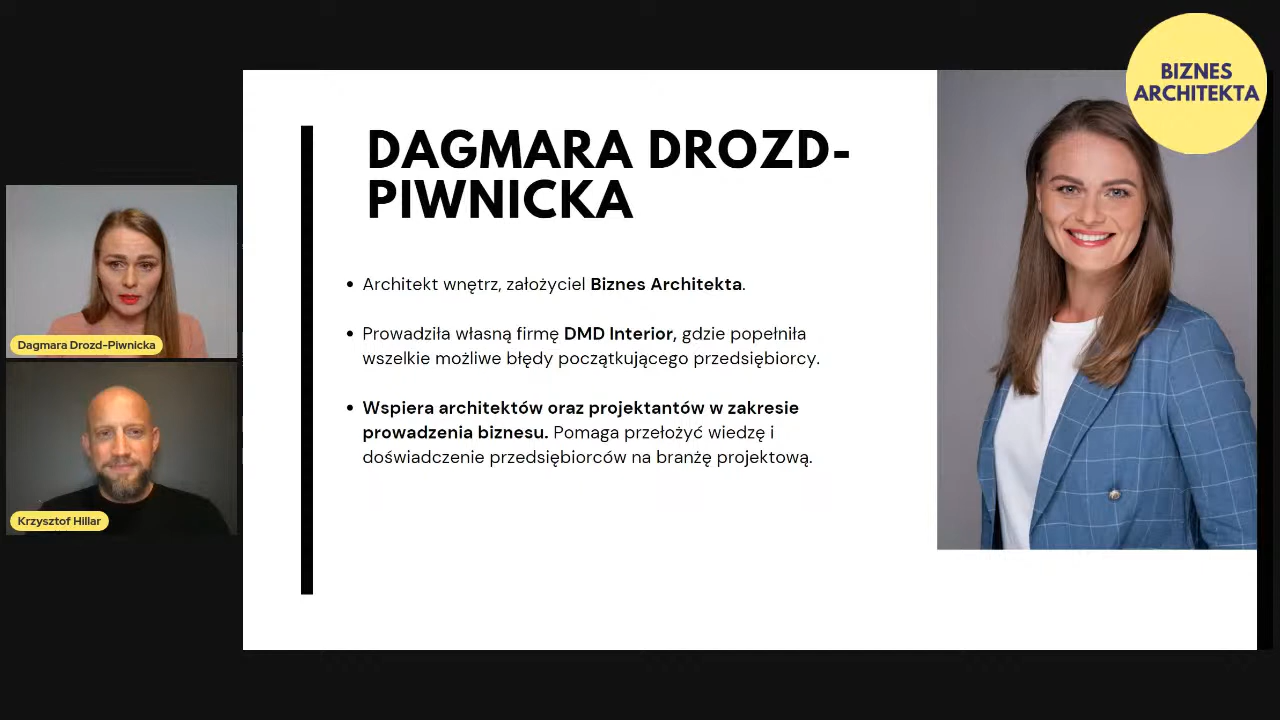 BIZNES
ARCHITEKTA
DAGMARA DROZD-
PIWNICKA
• Architekt wnętrz, założyciel Biznes Architekta.
• Prowadziła własną firmę DMD Interior, gdzie popełniła
wszelkie możliwe błędy początkującego przedsiębiorcy.
• Wspiera architektów oraz projektantów w zakresie
prowadzenia biznesu. Pomaga przełożyć wiedzę i
doświadczenie przedsiębiorców na branżę projektową.
Dagmara Drozd-Piwnicka
Krzysztof Hillar